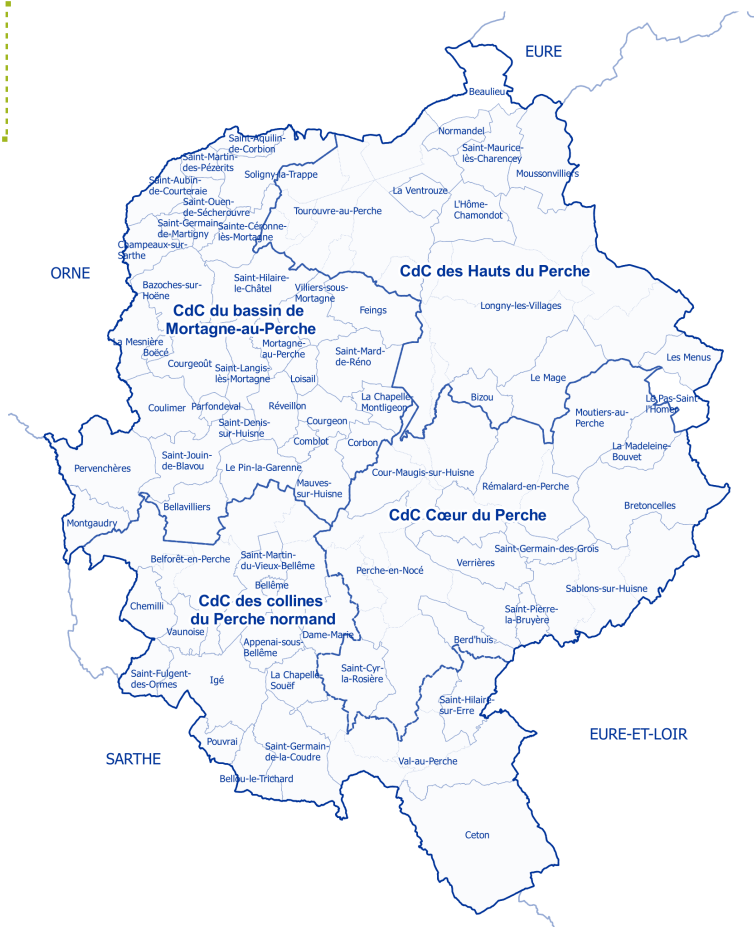 EURE
Beaulieu
Normandel
Saint-Aquilin-
de-Corbion
Saint-Maurice-
lès-Charencey
Saint-Martin-
des-Pézerits
Soligny-la-Trappe
Moussonvilliers
Saint-Aubin-
de-Courteraie
La Ventrouze
L'Hôme-
Chamondot
Saint-Ouen-
de-Sécherouvre
Tourouvre-au-Perche
Saint-Germain-
de-Martigny
Sainte-Céronne-
lès-Mortagne
Champeaux-sur-
Sarthe
ORNE
CdC des Hauts du Perche
Bazoches-sur-
Hoëne
Saint-Hilaire-
le-Châtel
Villiers-sous-
Mortagne
Longny-les-Villages
Feings
CdC du bassin de
Mortagne-au-Perche
La Mesnière
Boëcé
Mortagne-
au-Perche
Saint-Mard-
de-Réno
Les Menus
Courgeoût
Saint-Langis-
lès-Mortagne
Loisail
Le Mage
Bizou
La Chapelle-
Montligeon
Le Pas-Saint
l'Homer
Coulimer
Parfondeval
Réveillon
Moutiers-au-
Perche
Courgeon
Saint-Denis-
sur-Huisne
Comblot
Corbon
La Madeleine-
Bouvet
Saint-Jouin-
de-Blavou
Pervenchères
Le Pin-la-Garenne
Cour-Maugis-sur-Huisne
Mauves-
sur-Huisne
Rémalard-en-Perche
Bellavilliers
Bretoncelles
CdC Cœur du Perche
Montgaudry
Saint-Germain-des-Grois
Belforêt-en-Perche
Saint-Martin-
du-Vieux-Bellême
Verrières
Perche-en-Nocé
Bellême
Sablons-sur-Huisne
CdC des collines
du Perche normand
Chemilli
Saint-Pierre-
la-Bruyère
Vaunoise
Dame-Marie
Berd'huis
Appenai-sous-
Bellême
Saint-Fulgent-
des-Ormes
Igé
La Chapelle-
Souëf
Saint-Cyr-
la-Rosière
Saint-Hilaire-
sur-Erre
EURE-ET-LOIR
Pouvrai
Saint-Germain-
de-la-Coudre
SARTHE
Val-au-Perche
Bellou-le-Trichard
Ceton